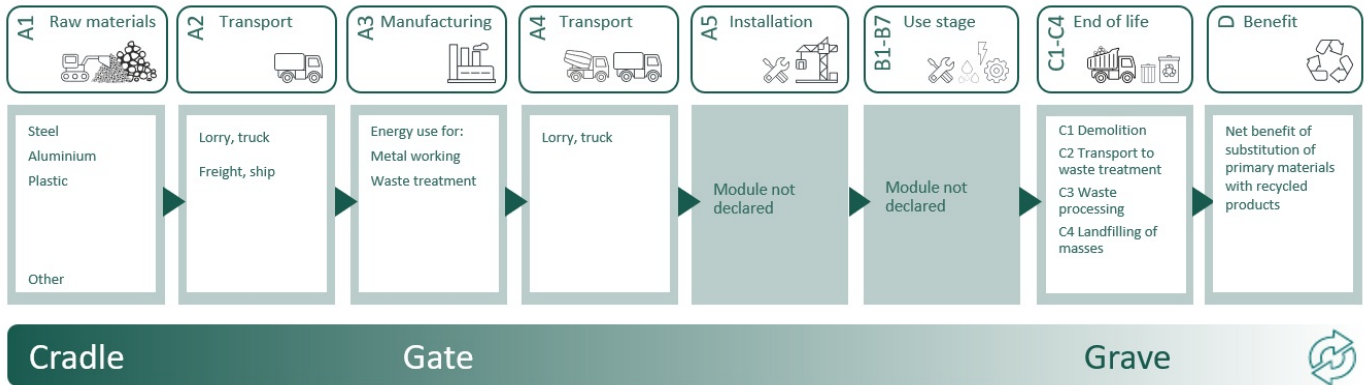 A1 Raw materials
A2 Transport
A3 Manufacturing
A4 Transport
A5 Installation
B1-B7 Use stage
C1-C4 End of life
D Benefit
Steel
Aluminium
Plastic
Other
Lorry, truck
Freight, ship
Energy use for:
Metal working
Waste treatment
Lorry, truck
Module not
declared
Module not
declared
C1 Demolition
C2 Transport to
waste treatment
C3 Waste
processing
C4 Landfilling of
masses
Net benefit of
substitution of
primary materials
with recycled
products
Cradle
Gate
Grave